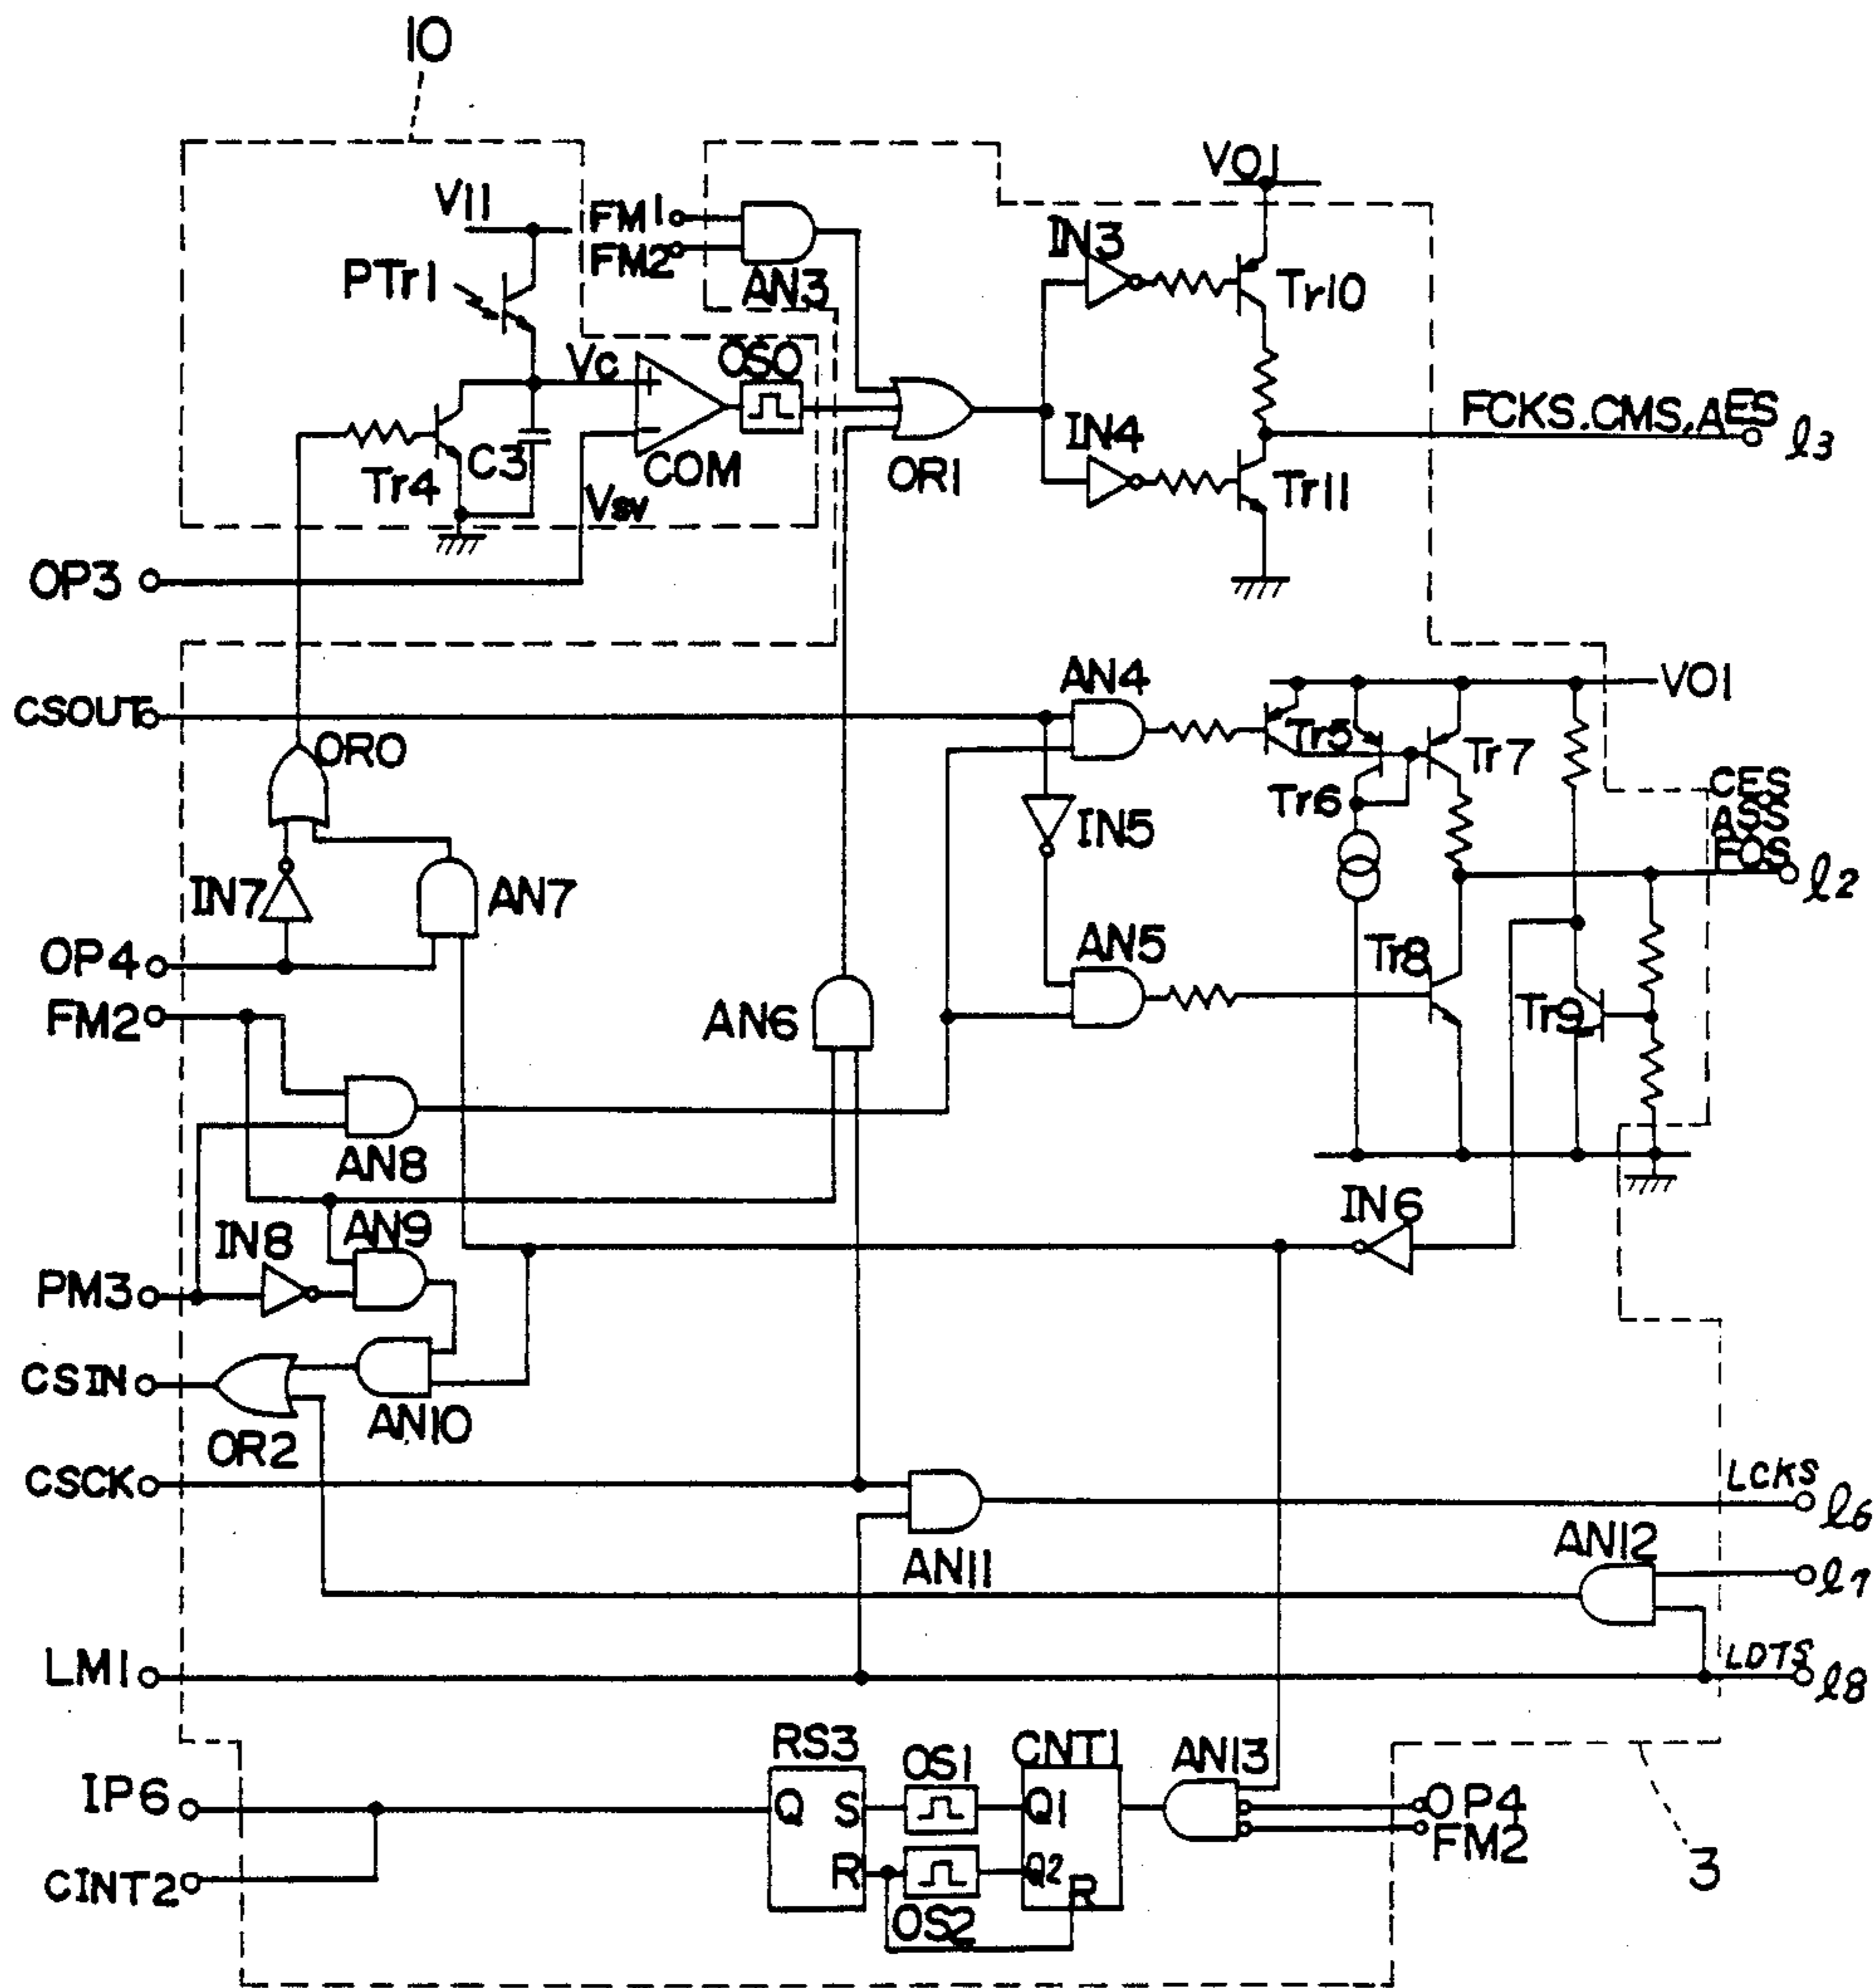 10
V11
PTr1
Vc
C3
Tr4
COM
Vsv
OSO
FM1
FM2
AN3
OR1
IN3
IN4
VO1
Tr10
Tr11
FCKS.CMS.AES
l3
OP3
CSOUT
OR0
IN7
AN7
OP4
FM2
AN4
IN5
AN5
AN6
Tr5
Tr6
Tr7
Tr8
Tr9
VO1
CES
ASS
FOS
l2
AN8
AN9
IN8
PM3
IN6
CSIN
AN10
OR2
CSCK
AN11
LCKS
l6
AN12
l7
LM1
LDTS
l8
RS3
OS1
CNT1
AN13
IP6
Q
S
Q1
OP4
FM2
CINT2
R
OS2
Q2
R
3